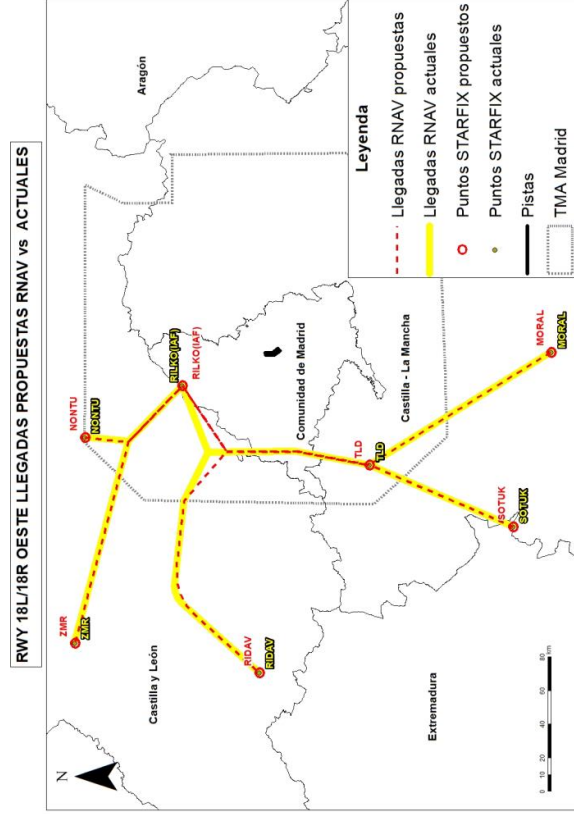 RWY 18L/18R OESTE LLEGADAS PROPUESTAS RNAV vs ACTUALES
N
ZMR
ZMR
NONTU
NONTU
Aragón
Castilla y León
RILKO(IAF)
RILKO(IAF)
RIDAV
RIDAV
Comunidad de Madrid
TLD
TLD
Castilla - La Mancha
Extremadura
SOTUK
SOTUK
MORAL
MORAL
0 10 20 40 60 80
km
Leyenda
Llegadas RNAV propuestas
Llegadas RNAV actuales
Puntos STARFIX propuestos
Puntos STARFIX actuales
Pistas
TMA Madrid